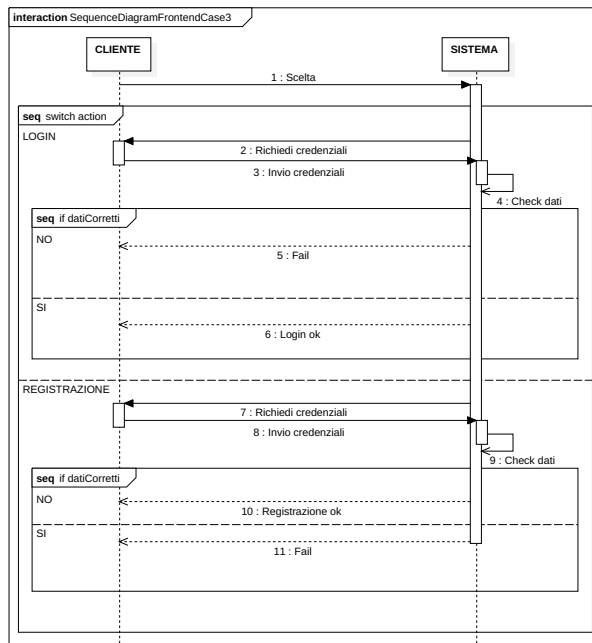 interaction SequenceDiagramFrontendCase3
CLIENTE
SISTEMA
1 : Scelta
seq switch action
LOGIN
2 : Richiedi credenziali
3 : Invio credenziali
4 : Check dati
seq if datiCorretti
NO
5 : Fail
SI
6 : Login ok
REGISTRAZIONE
7 : Richiedi credenziali
8 : Invio credenziali
9 : Check dati
seq if datiCorretti
NO
10 : Registrazione ok
SI
11 : Fail